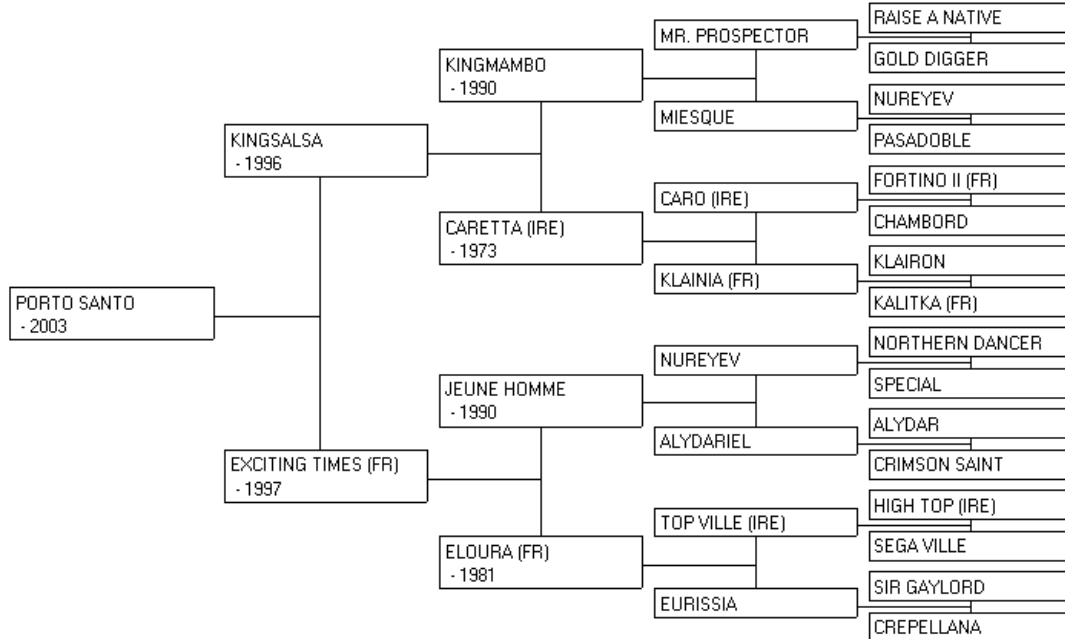 RAISE A NATIVE
MR. PROSPECTOR
GOLD DIGGER
KINGMAMBO
- 1990
NUREYEV
MIESQUE
PASADOBLE
KINGSALSA
- 1996
FORTINO II (FR)
CARO (IRE)
CHAMBORD
CARETTA (IRE)
- 1973
KLAIRON
KLAINIA (FR)
KALITKA (FR)
PORTO SANTO
- 2003
NORTHERN DANCER
NUREYEV
SPECIAL
JEUNE HOMME
- 1990
ALYDAR
ALYDARIEL
CRIMSON SAINT
EXCITING TIMES (FR)
- 1997
HIGH TOP (IRE)
TOP VILLE (IRE)
SEGA VILLE
ELOURA (FR)
- 1981
SIR GAYLORD
EURISSIA
CREPELLANA